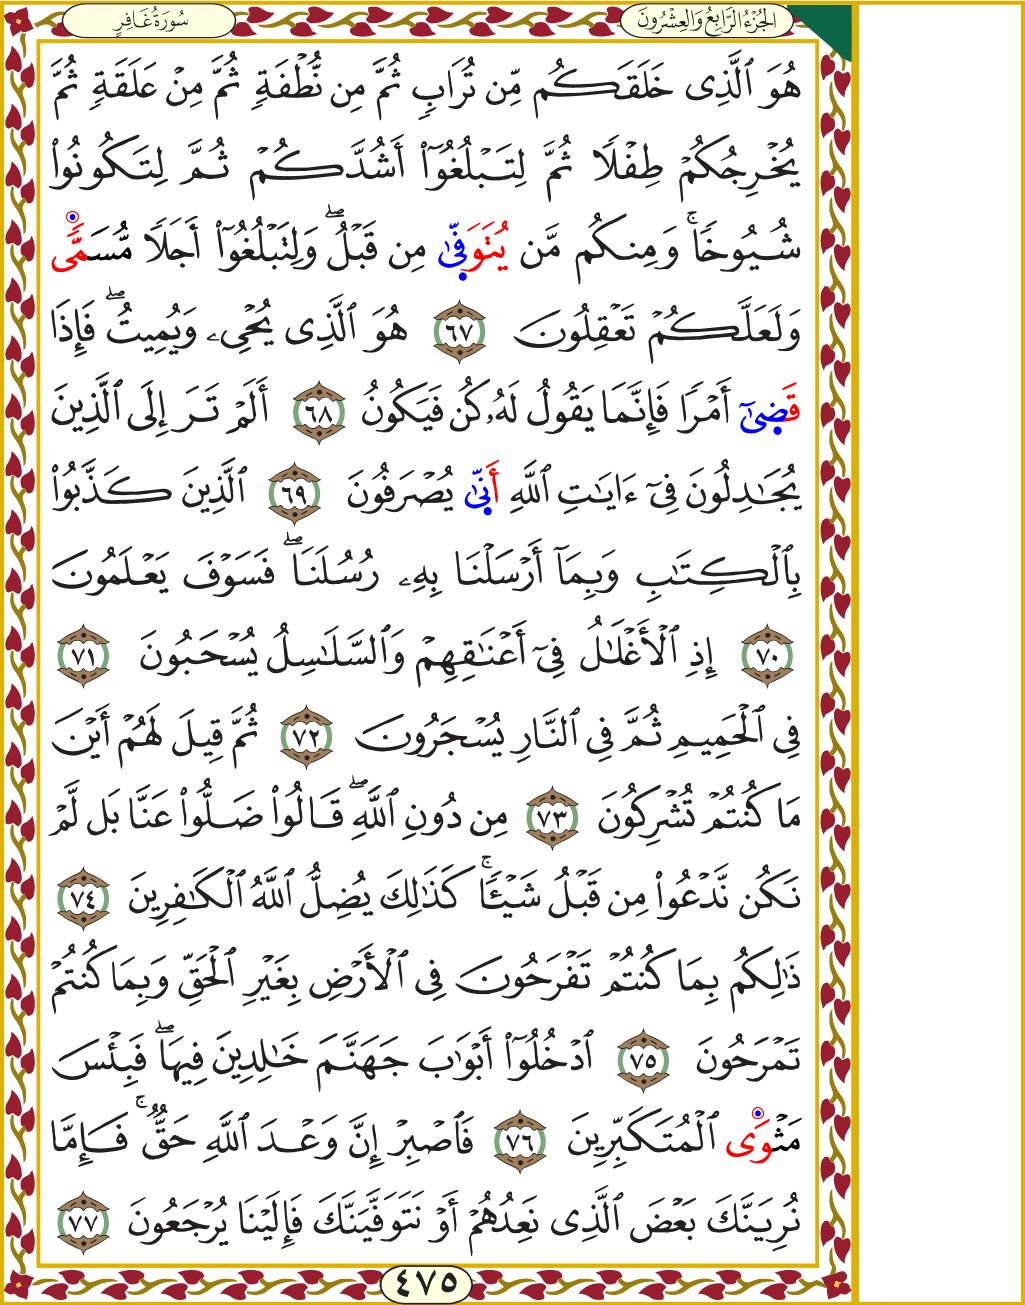 الجُزْءُ الرَّابِعُ وَالعِشْرُونَ
سُورَةُ غَافِرٍ
هُوَ ٱلَّذِى خَلَقَكُم مِّن تُرَابٖ ثُمَّ مِن نُّطۡفَةٖ ثُمَّ مِنۡ عَلَقَةٖ ثُمَّ
يُخۡرِجُكُمۡ طِفۡلٗا ثُمَّ لِتَبۡلُغُوٓاْ أَشُدَّكُمۡ ثُمَّ لِتَكُونُواْ
شُيُوخٗاۚ وَمِنكُم مَّن يُتَوَفّىٰ مِن قَبۡلُۖ وَلِتَبۡلُغُوٓاْ أَجَلٗا مُّسَمّٗى
وَلَعَلَّكُمۡ تَعۡقِلُونَ ٦٧ هُوَ ٱلَّذِى يُحۡىِۦ وَيُمِيتُۖ فَإِذَا
قَضىٰٓ أَمۡرٗا فَإِنَّمَا يَقُولُ لَهُۥ كُن فَيَكُونُ ٦٨ أَلَمۡ تَرَ إِلَى ٱلَّذِينَ
يُجَٰدِلُونَ فِىٓ ءَايَٰتِ ٱللَّهِ أَنّىٰ يُصۡرَفُونَ ٦٩ ٱلَّذِينَ كَذَّبُواْ
بِٱلۡكِتَٰبِ وَبِمَآ أَرۡسَلۡنَا بِهِۦ رُسُلَنَاۖ فَسَوۡفَ يَعۡلَمُونَ
٧٠ إِذِ ٱلۡأَغۡلَٰلُ فِىٓ أَعۡنَٰقِهِمۡ وَٱلسَّلَٰسِلُ يُسۡحَبُونَ ٧١
فِى ٱلۡحَمِيمِ ثُمَّ فِى ٱلنَّارِ يُسۡجَرُونَ ٧٢ ثُمَّ قِيلَ لَهُمۡ أَيۡنَ
مَا كُنتُمۡ تُشۡرِكُونَ ٧٣ مِن دُونِ ٱللَّهِۖ قَالُواْ ضَلُّواْ عَنَّا بَل لَّمۡ
نَكُن نَّدۡعُواْ مِن قَبۡلُ شَيۡـٔٗاۚ كَذَٰلِكَ يُضِلُّ ٱللَّهُ ٱلۡكَٰفِرِينَ ٧٤
ذَٰلِكُم بِمَا كُنتُمۡ تَفۡرَحُونَ فِى ٱلۡأَرۡضِ بِغَيۡرِ ٱلۡحَقِّ وَبِمَا كُنتُمۡ
تَمۡرَحُونَ ٧٥ ٱدۡخُلُوٓاْ أَبۡوَٰبَ جَهَنَّمَ خَٰلِدِينَ فِيهَاۖ فَبِئۡسَ
مَثۡوَى ٱلۡمُتَكَبِّرِينَ ٧٦ فَٱصۡبِرۡ إِنَّ وَعۡدَ ٱللَّهِ حَقّٞۚ فَإِمَّا
نُرِيَنَّكَ بَعۡضَ ٱلَّذِى نَعِدُهُمۡ أَوۡ نَتَوَفَّيَنَّكَ فَإِلَيۡنَا يُرۡجَعُونَ ٧٧
٤٧٥